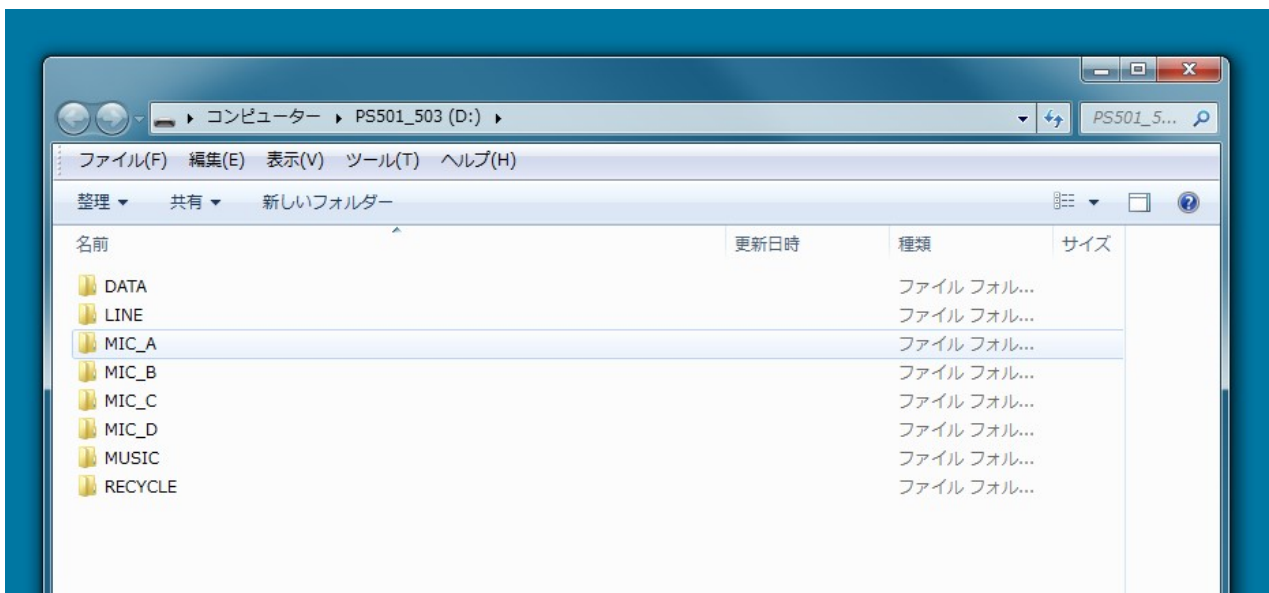 コンピューター PS501_503 (D:) PS501_5...
ファイル(F) 編集(E) 表示(V) ツール(T) ヘルプ(H)
整理 共有 新しいフォルダー
名前 更新日時 種類 サイズ
DATA ファイル フォル...
LINE ファイル フォル...
MIC_A ファイル フォル...
MIC_B ファイル フォル...
MIC_C ファイル フォル...
MIC_D ファイル フォル...
MUSIC ファイル フォル...
RECYCLE ファイル フォル...